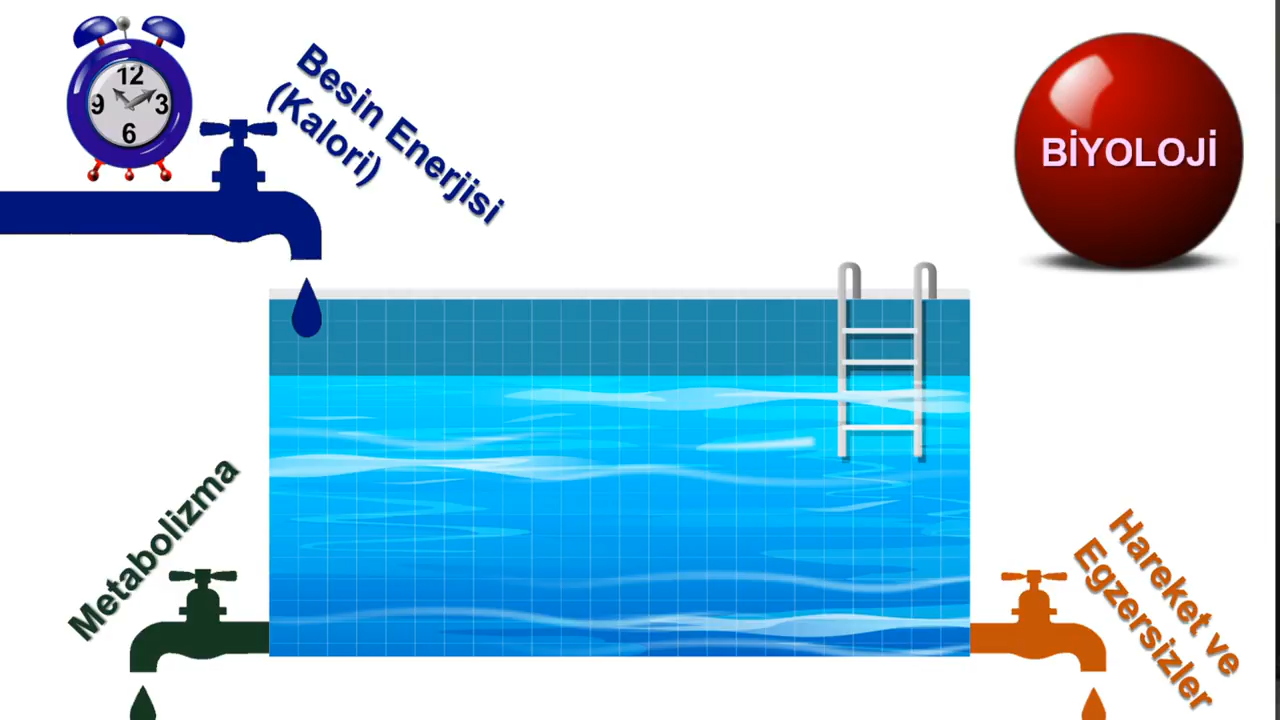 12
9
3
6
Besin Enerjisi
(Kalori)
BİYOLOJİ
Metabolizma
Hareket ve
Egzersizler